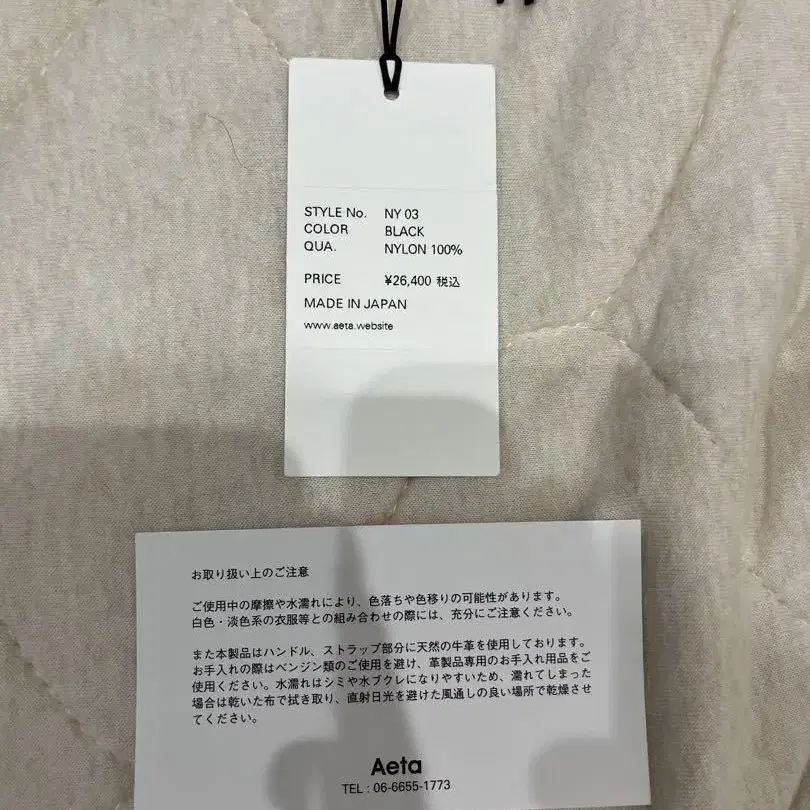 STYLE No. NY 03
COLOR BLACK
QUA. NYLON 100%
PRICE ¥26,400 税込
MADE IN JAPAN
www.aeta.website
お取り扱い上のご注意
ご使用中の摩擦や水濡れにより、色落ちや色移りの可能性があります。
白色・淡色系の衣服等との組み合わせの際には、充分にご注意ください。
また本製品はハンドル、ストラップ部分に天然の牛革を使用しております。
お手入れの際はベンジン類のご使用を避け、革製品専用のお手入れ用品をご
使用ください。水濡れはシミや水ブクレになりやすいため、濡れてしまった
場合は乾いた布で拭き取り、直射日光を避けた風通しの良い場所で乾燥させ
てください。
Aeta
TEL : 06-6655-1773